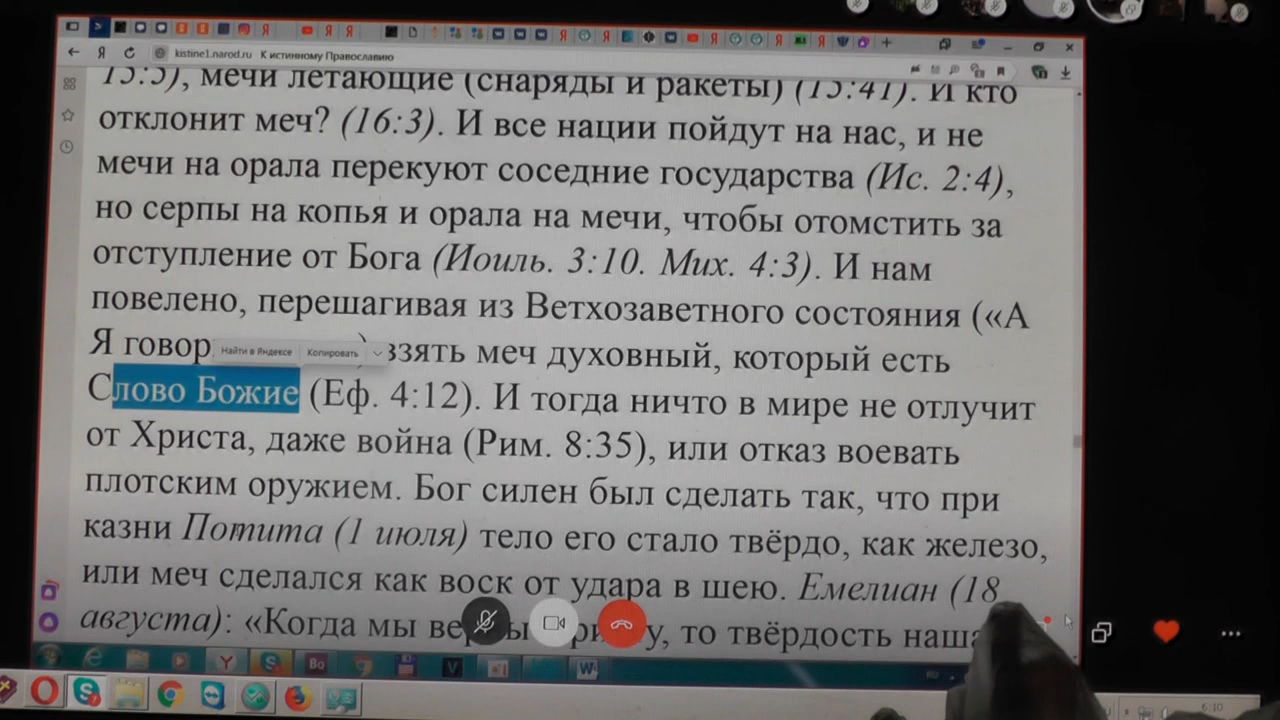 kistine1.narod.ru К истинному Православию
15:5), мечи летающие (снаряды и ракеты) (15:41). И кто
отклонит меч? (16:3). И все нации пойдут на нас, и не
мечи на орала перекуют соседние государства (Ис. 2:4),
но серпы на копья и орала на мечи, чтобы отомстить за
отступление от Бога (Иоиль. 3:10. Мих. 4:3). И нам
повелено, перешагивая из Ветхозаветного состояния («А
Я говор
Найти в Яндексе Копировать
) взять меч духовный, который есть
Слово Божие (Еф. 4:12). И тогда ничто в мире не отлучит
от Христа, даже война (Рим. 8:35), или отказ воевать
плотским оружием. Бог силен был сделать так, что при
казни Потита (1 июля) тело его стало твёрдо, как железо,
или меч сделался как воск от удара в шею. Емелиан (18
августа): «Когда мы ве ы ри у, то твёрдость наша
RU
6:10